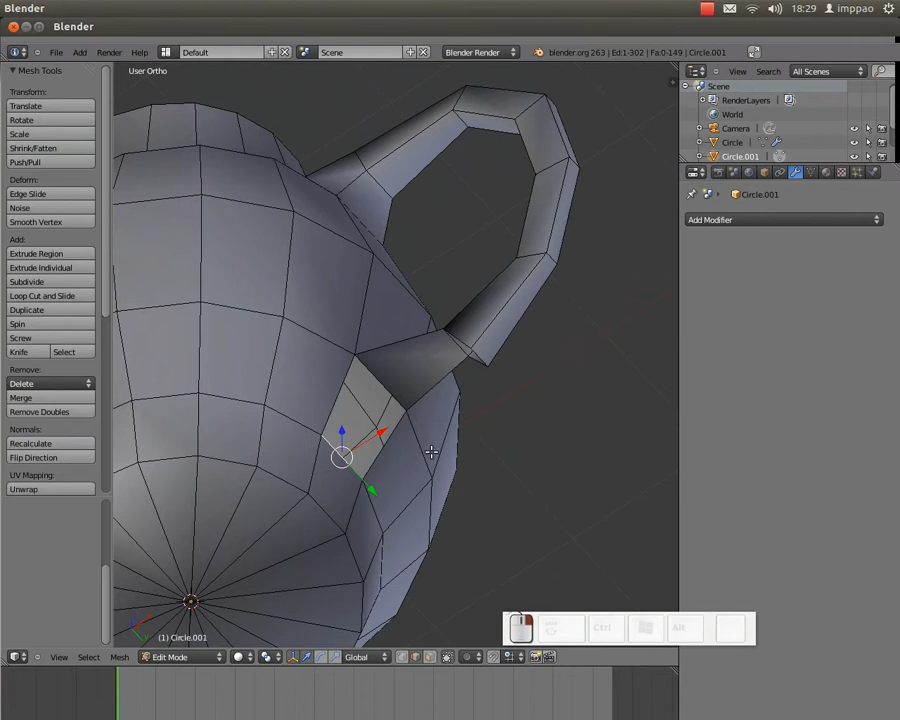 Blender
18:29
imppao
Blender
File
Add
Render
Help
Default
Scene
Blender Render
blender.org 263 | Ed:1-302 | Fa:0-149 | Circle.001
View
Search
All Scenes
Mesh Tools
User Ortho
Transform:
Translate
Rotate
Scale
Shrink/Fatten
Push/Pull
Deform:
Edge Slide
Noise
Smooth Vertex
Add:
Extrude Region
Extrude Individual
Subdivide
Loop Cut and Slide
Duplicate
Spin
Screw
Knife
Select
Remove:
Delete
Merge
Remove Doubles
Normals:
Recalculate
Flip Direction
UV Mapping:
Unwrap
Scene
RenderLayers
World
Camera
Circle
Circle.001
Circle.001
Add Modifier
Ctrl
Alt
(1) Circle.001
View
Select
Mesh
Edit Mode
Global